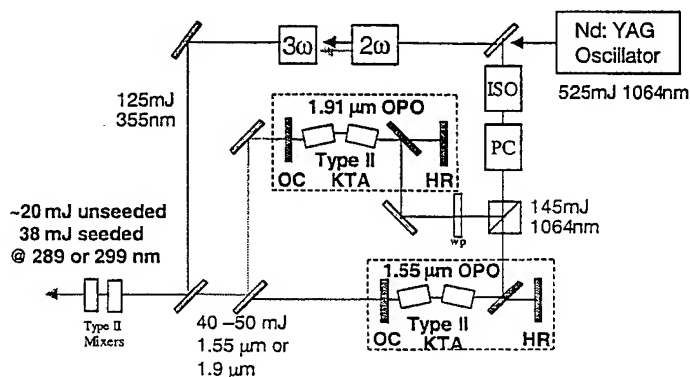 3ω
2ω
Nd: YAG
Oscillator
525mJ 1064nm
ISO
PC
125mJ
355nm
1.91 µm OPO
Type II
OC KTA HR
~20 mJ unseeded
38 mJ seeded
@ 289 or 299 nm
wp
145mJ
1064nm
1.55 µm OPO
Type II
OC KTA HR
Type II
Mixers
40 –50 mJ
1.55 µm or
1.9 µm